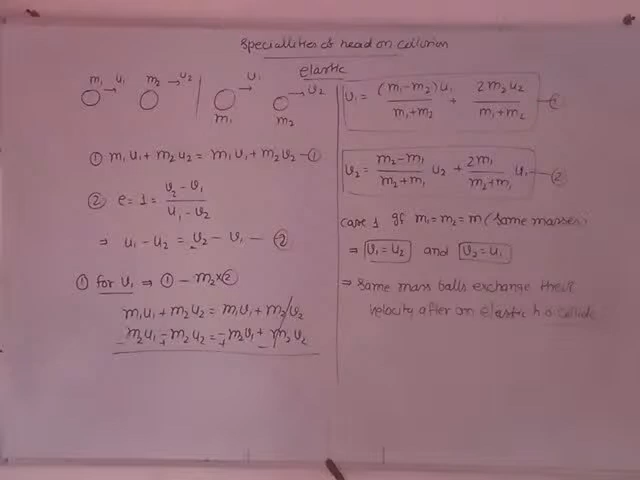 Specialities of head on collision
elastic
m₁ → u₁ m₂ → u₂ | → v₁ → v₂
m₁ m₂
① m₁u₁ + m₂u₂ = m₁v₁ + m₂v₂ - ①
② e = 1 = (v₂ - v₁)/(u₁ - u₂)
⇒ u₁ - u₂ = v₂ - v₁ - ②
① for v₁ ⇒ ① - m₂×②
m₁u₁ + m₂u₂ = m₁v₁ + m₂v₂
m₂u₁ - m₂u₂ = -m₂v₁ + m₂v₂
- + + -
v₁ = (m₁-m₂)u₁/(m₁+m₂) + 2m₂u₂/(m₁+m₂) - ①
v₂ = (m₂-m₁)/(m₂+m₁) u₂ + 2m₁/(m₂+m₁) u₁ - ②
Case 1 If m₁=m₂=m (same masses)
⇒ v₁=u₂ and v₂=u₁
⇒ Same mass balls exchange their
velocity after an elastic h.o collide